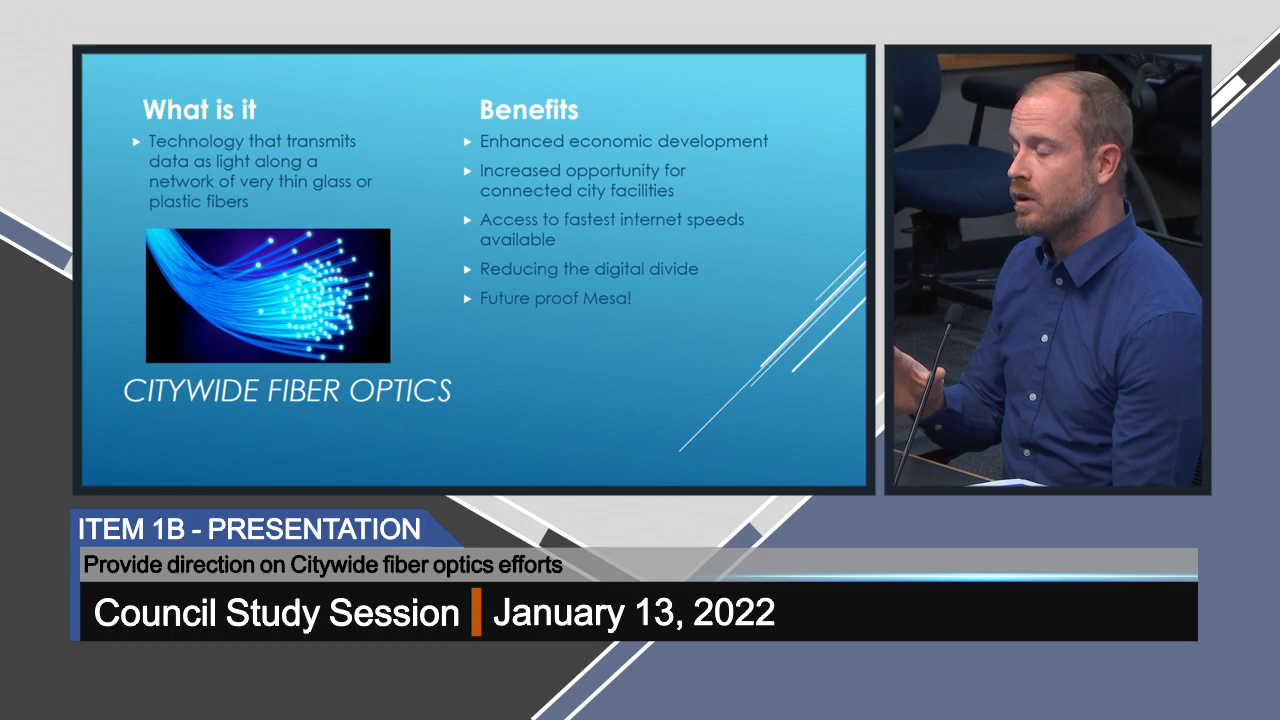 What is it
Technology that transmits
data as light along a
network of very thin glass or
plastic fibers
CITYWIDE FIBER OPTICS
Benefits
Enhanced economic development
Increased opportunity for
connected city facilities
Access to fastest internet speeds
available
Reducing the digital divide
Future proof Mesa!
ITEM 1B - PRESENTATION
Provide direction on Citywide fiber optics efforts
Council Study Session
January 13, 2022